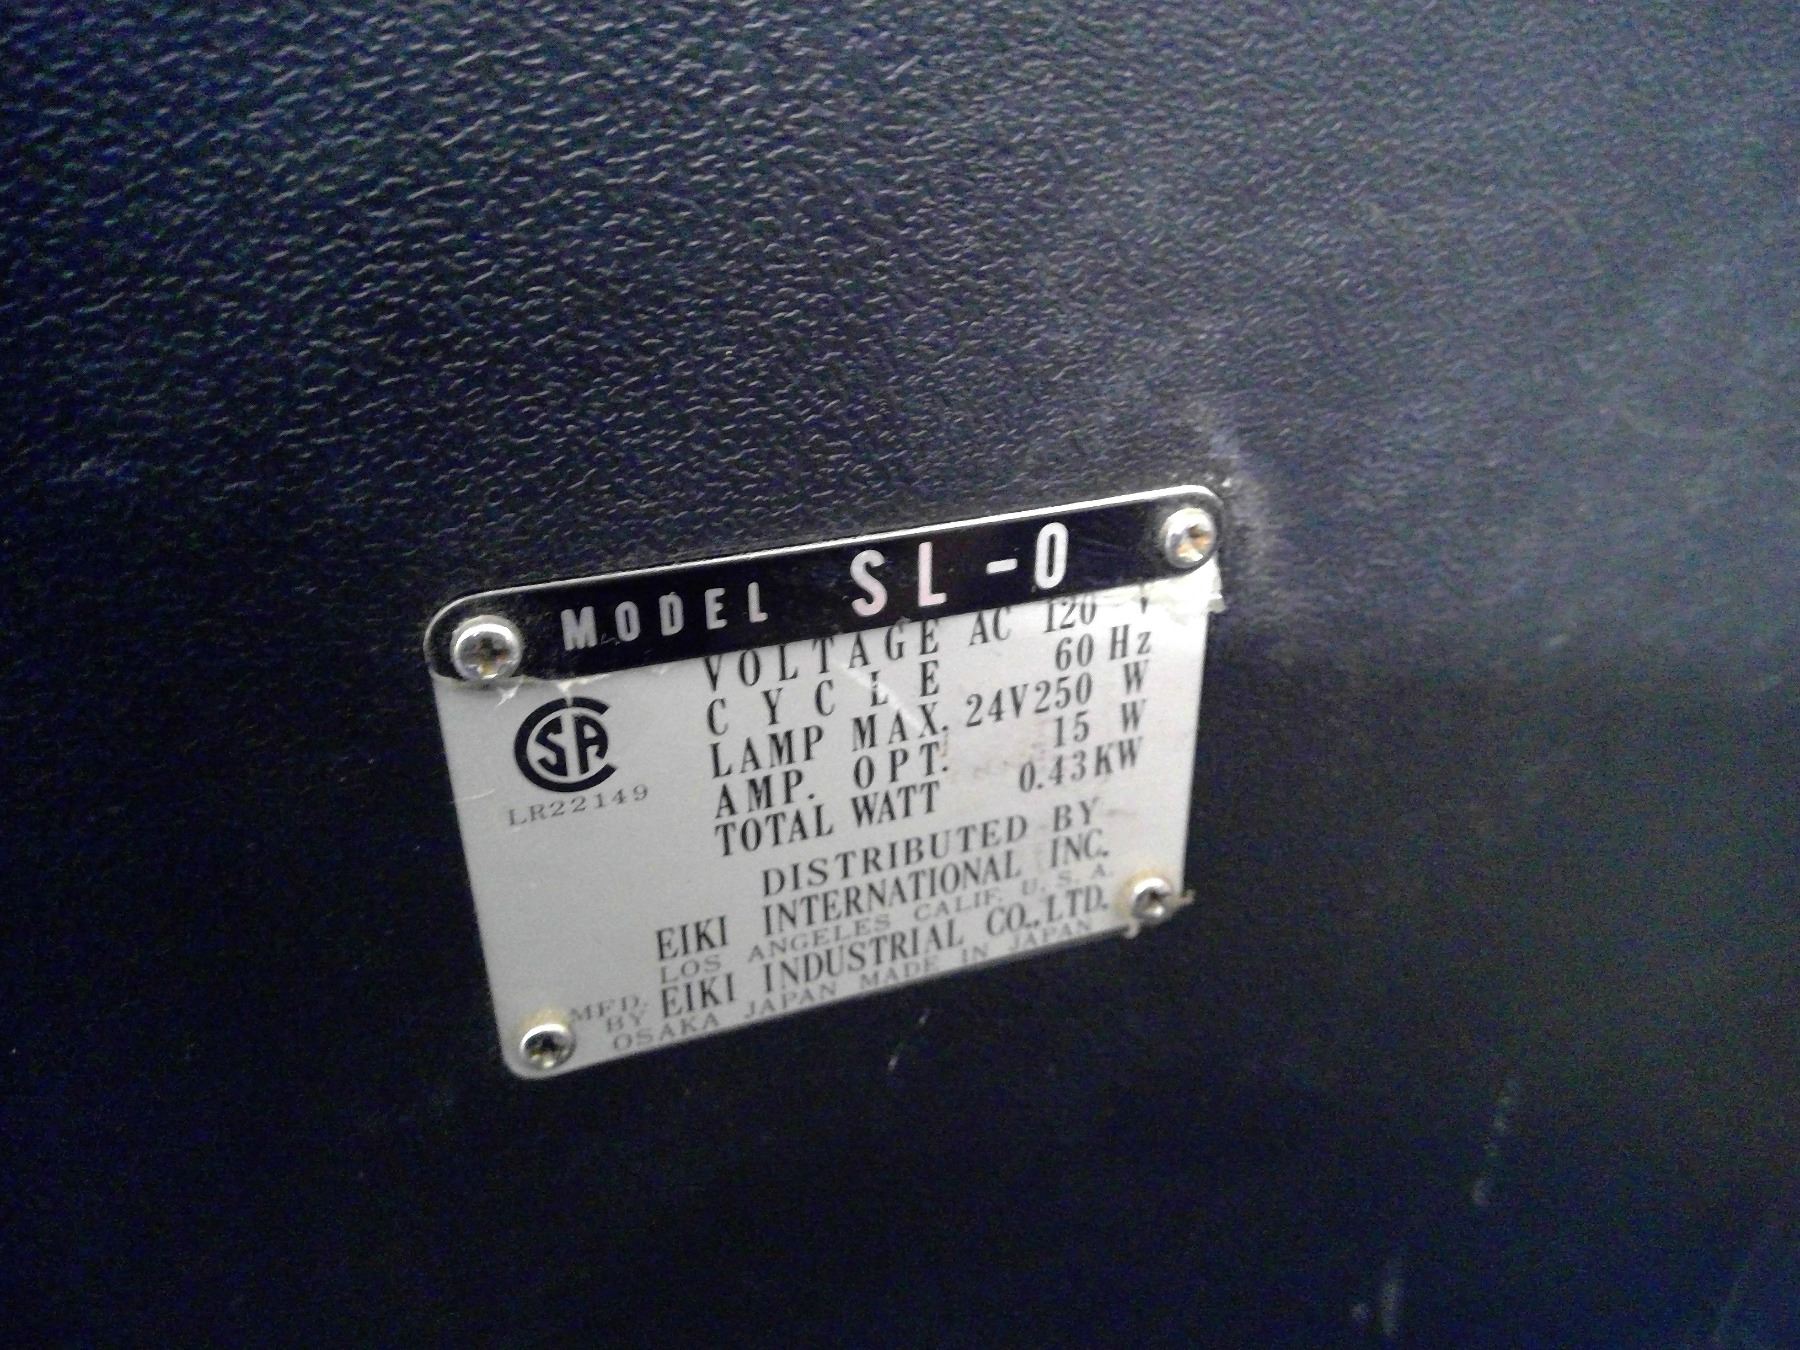 MODEL SL-0
VOLTAGE AC 120 V
CYCLE 60 Hz
LAMP MAX. 24V250 W
AMP. OPT. 15 W
TOTAL WATT 0.43KW
CSA
LR22149
DISTRIBUTED BY
EIKI INTERNATIONAL INC.
LOS ANGELES CALIF. U.S.A.
MFD. BY EIKI INDUSTRIAL CO.,LTD.
OSAKA JAPAN MADE IN JAPAN